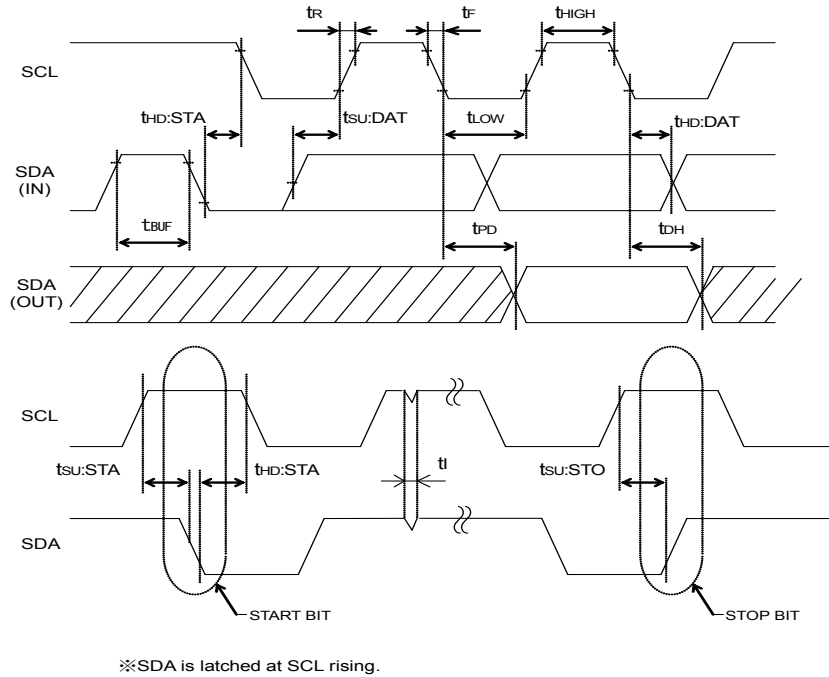 tR tF tHIGH
SCL
tHD:STA tSU:DAT tLOW tHD:DAT
SDA
(IN)
tBUF tPD tDH
SDA
(OUT)
SCL
tSU:STA tHD:STA tI tSU:STO
SDA
START BIT STOP BIT
※SDA is latched at SCL rising.